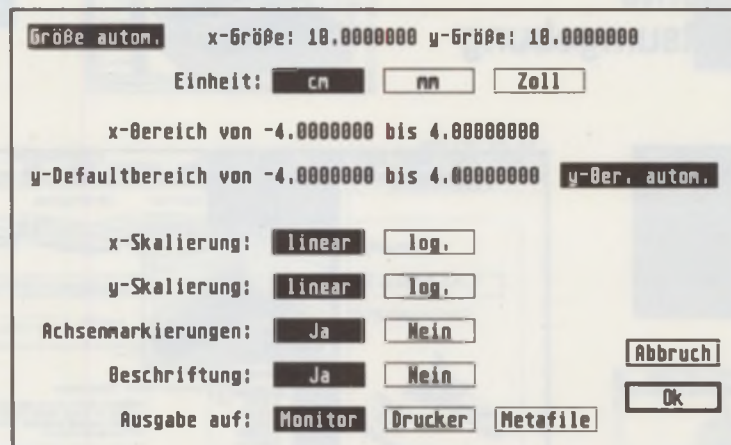 Größe autom. x-Größe: 10.0000000 y-Größe: 10.0000000
Einheit: cm mm Zoll
x-Bereich von -4.0000000 bis 4.00000000
y-Defaultbereich von -4.0000000 bis 4.00000000 y-Ber. autom.
x-Skalierung: linear log.
y-Skalierung: linear log.
Achsenmarkierungen: Ja Nein
Beschriftung: Ja Nein
Abbruch
Ok
Ausgabe auf: Monitor Drucker Metafile